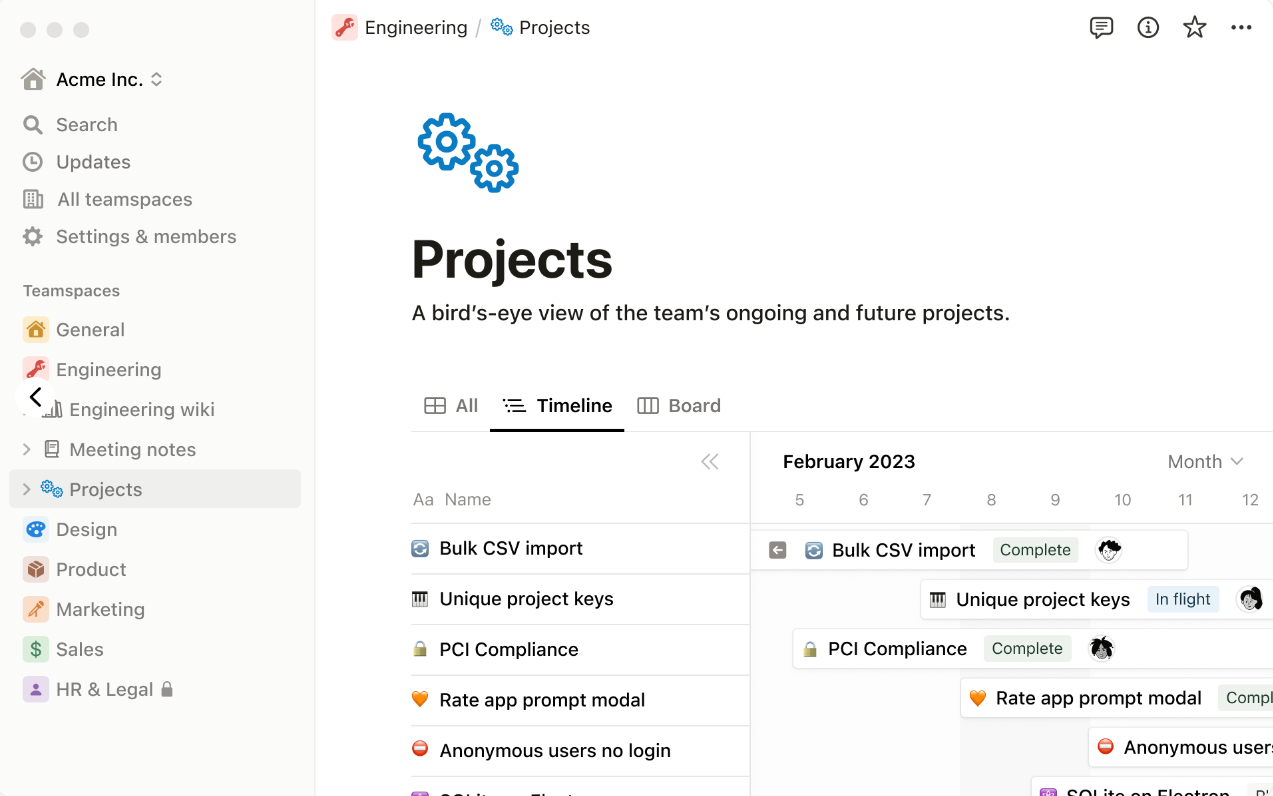 Engineering / Projects
Acme Inc.
Search
Updates
All teamspaces
Settings & members
Teamspaces
General
Engineering
Engineering wiki
Meeting notes
Projects
Design
Product
Marketing
Sales
HR & Legal
Projects
A bird’s-eye view of the team’s ongoing and future projects.
All Timeline Board
February 2023 Month
Aa Name 5 6 7 8 9 10 11 12
Bulk CSV import
Bulk CSV import Complete
Unique project keys
Unique project keys In flight
PCI Compliance
PCI Compliance Complete
Rate app prompt modal
Rate app prompt modal Compl
Anonymous users no login
Anonymous users
SQLite on Electron